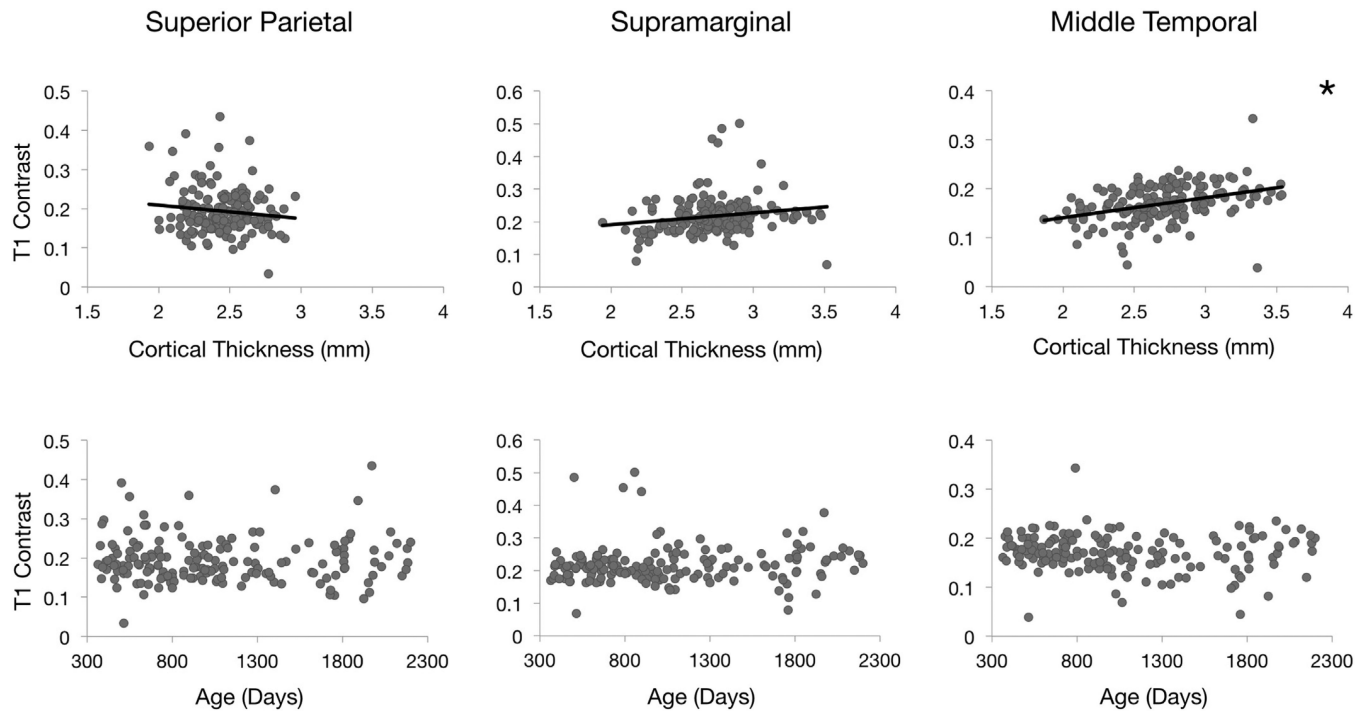 Superior Parietal
Supramarginal
Middle Temporal
T1 Contrast
0.5
0.4
0.3
0.2
0.1
0
1.5 2 2.5 3 3.5 4
Cortical Thickness (mm)
0.6
0.5
0.4
0.3
0.2
0.1
0
1.5 2 2.5 3 3.5 4
Cortical Thickness (mm)
*
0.4
0.3
0.2
0.1
0
1.5 2 2.5 3 3.5 4
Cortical Thickness (mm)
T1 Contrast
0.5
0.4
0.3
0.2
0.1
0
300 800 1300 1800 2300
Age (Days)
0.6
0.5
0.4
0.3
0.2
0.1
0
300 800 1300 1800 2300
Age (Days)
0.4
0.3
0.2
0.1
0
300 800 1300 1800 2300
Age (Days)